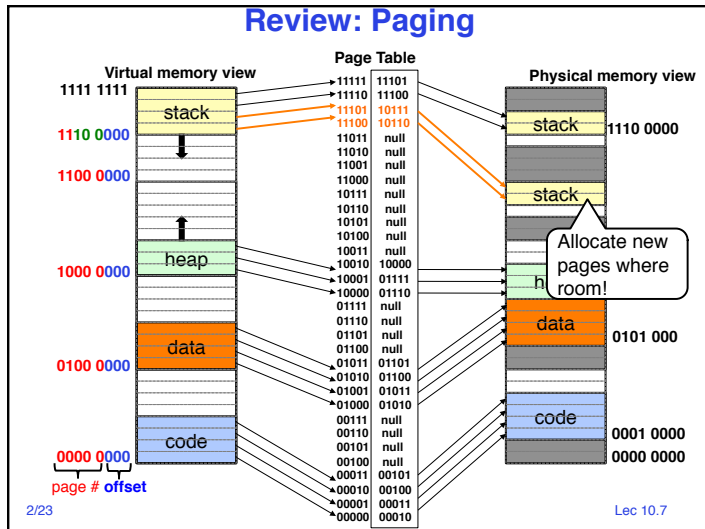 Review: Paging
Page Table
Virtual memory view
Physical memory view
1111 1111
stack
1110 0000
1100 0000
heap
1000 0000
data
0100 0000
code
0000 0000
page # offset
11111 11101
11110 11100
11101 10111
11100 10110
11011 null
11010 null
11001 null
11000 null
10111 null
10110 null
10101 null
10100 null
10011 null
10010 10000
10001 01111
10000 01110
01111 null
01110 null
01101 null
01100 null
01011 01101
01010 01100
01001 01011
01000 01010
00111 null
00110 null
00101 null
00100 null
00011 00101
00010 00100
00001 00011
00000 00010
stack
1110 0000
stack
Allocate new
pages where
room!
h
data
0101 000
code
0001 0000
0000 0000
2/23
Lec 10.7